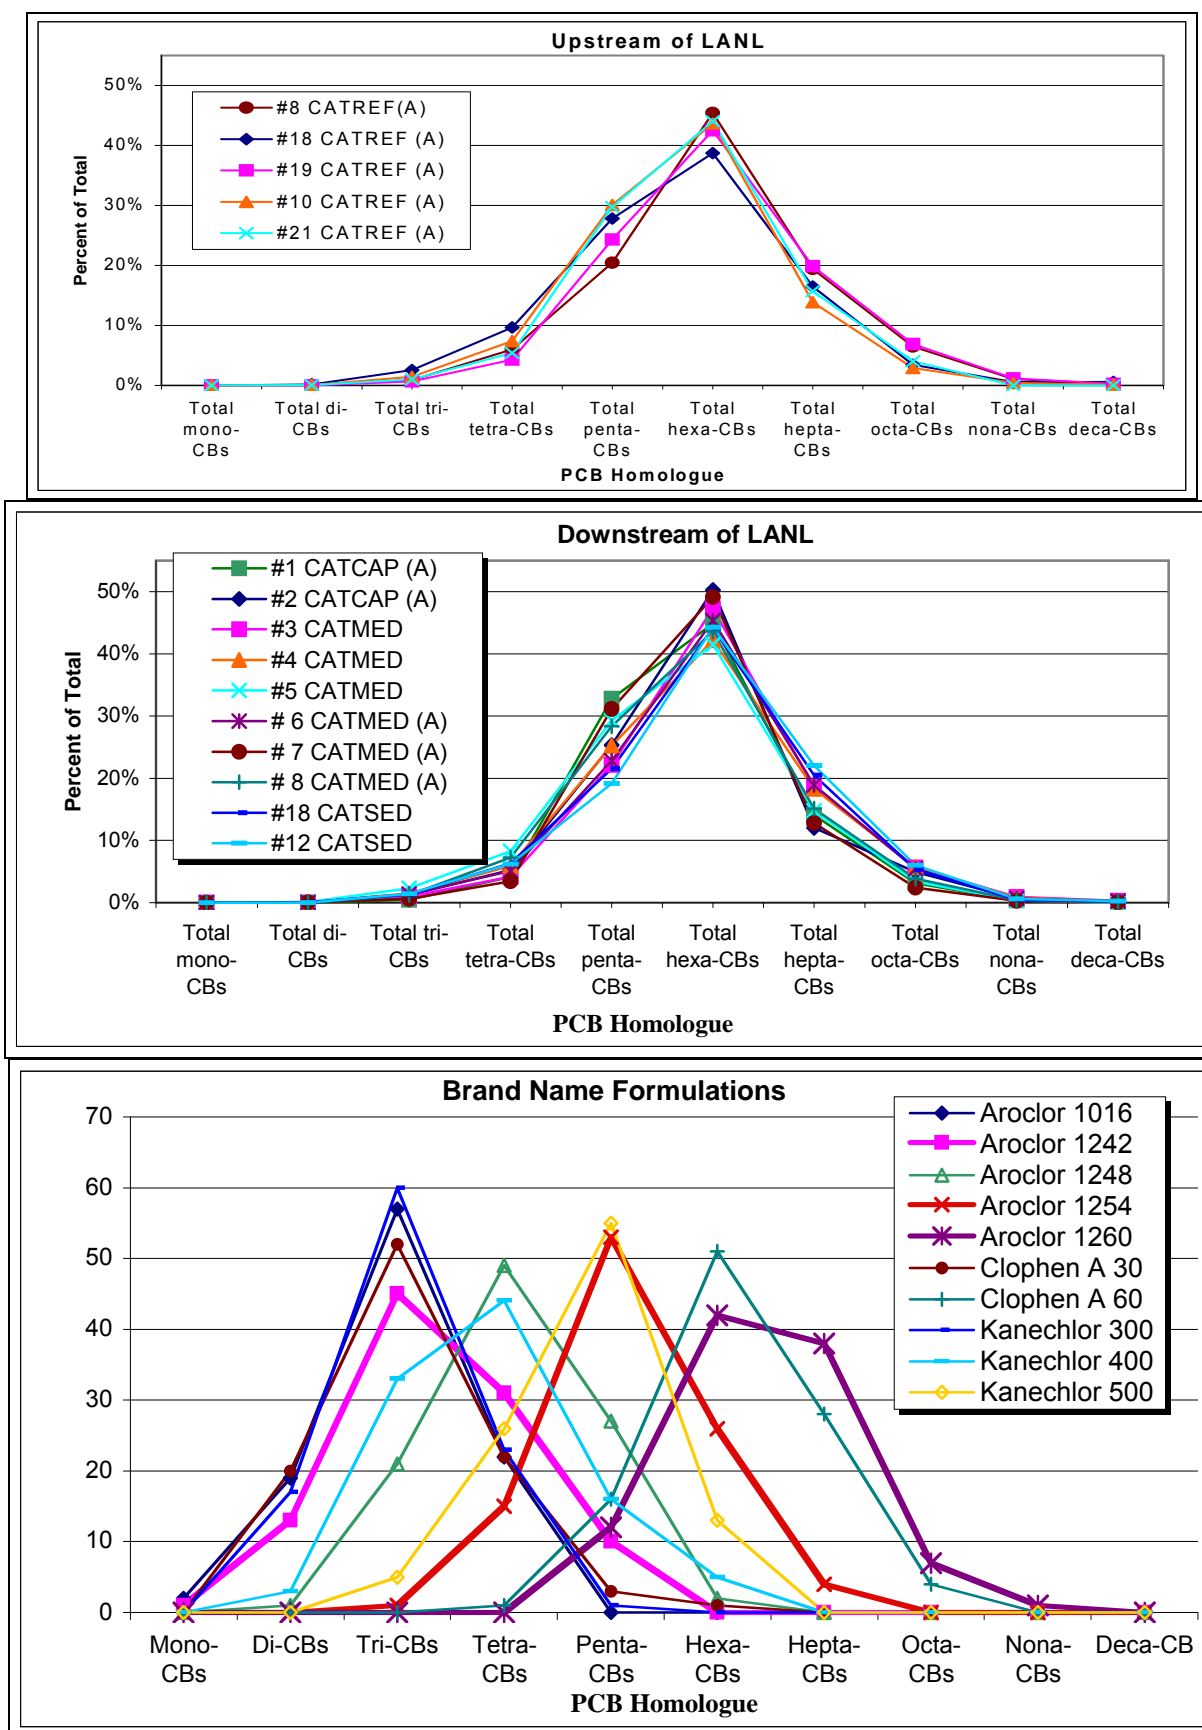 Upstream of LANL
50%
40%
30%
20%
10%
0%
Percent of Total
#8 CATREF(A)
#18 CATREF (A)
#19 CATREF (A)
#10 CATREF (A)
#21 CATREF (A)
Total mono-CBs
Total di-CBs
Total tri-CBs
Total tetra-CBs
Total penta-CBs
Total hexa-CBs
Total hepta-CBs
Total octa-CBs
Total nona-CBs
Total deca-CBs
PCB Homologue
Downstream of LANL
50%
40%
30%
20%
10%
0%
Percent of Total
#1 CATCAP (A)
#2 CATCAP (A)
#3 CATMED
#4 CATMED
#5 CATMED
# 6 CATMED (A)
# 7 CATMED (A)
# 8 CATMED (A)
#18 CATSED
#12 CATSED
Total mono-CBs
Total di-CBs
Total tri-CBs
Total tetra-CBs
Total penta-CBs
Total hexa-CBs
Total hepta-CBs
Total octa-CBs
Total nona-CBs
Total deca-CBs
PCB Homologue
Brand Name Formulations
70
60
50
40
30
20
10
0
Aroclor 1016
Aroclor 1242
Aroclor 1248
Aroclor 1254
Aroclor 1260
Clophen A 30
Clophen A 60
Kanechlor 300
Kanechlor 400
Kanechlor 500
Mono-CBs
Di-CBs
Tri-CBs
Tetra-CBs
Penta-CBs
Hexa-CBs
Hepta-CBs
Octa-CBs
Nona-CBs
Deca-CB
PCB Homologue